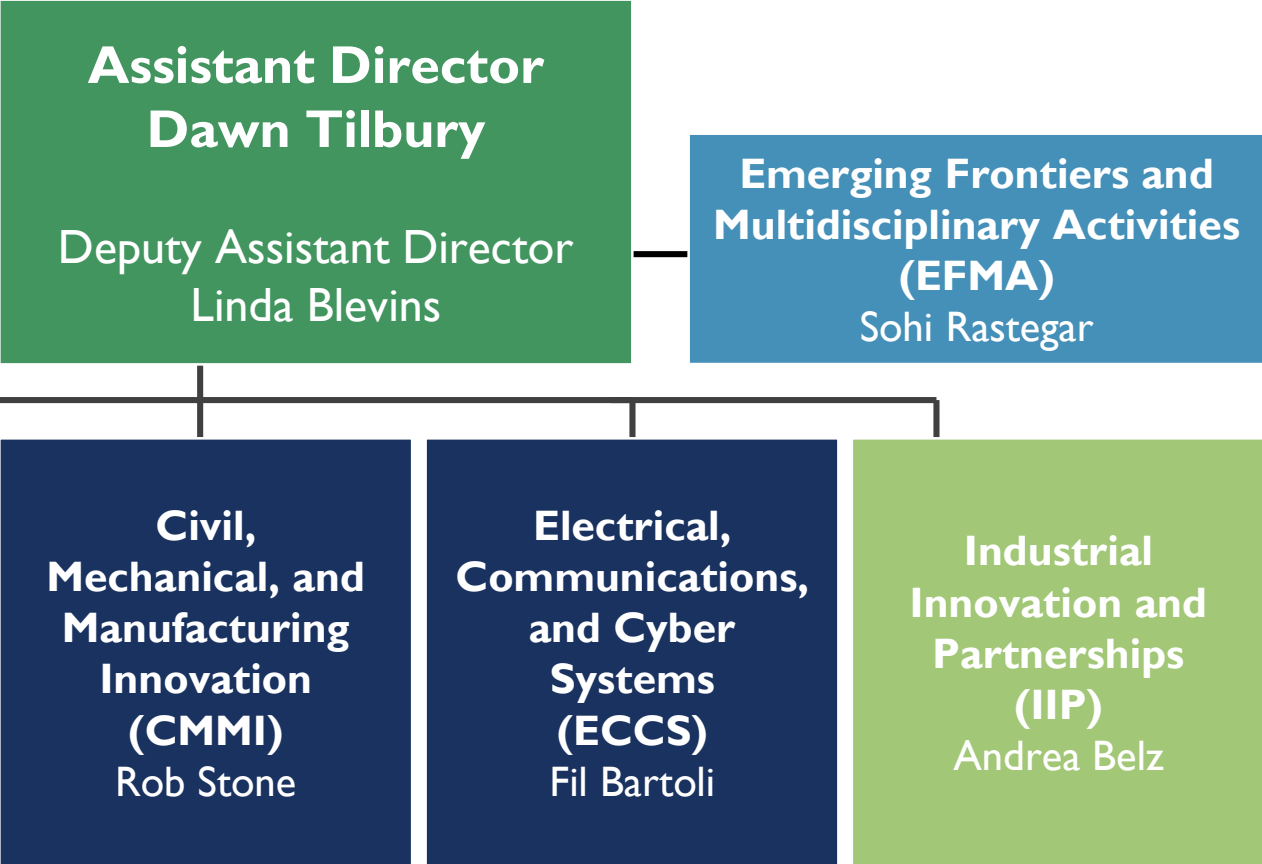 Assistant Director
Dawn Tilbury
Deputy Assistant Director
Linda Blevins
Emerging Frontiers and
Multidisciplinary Activities
(EFMA)
Sohi Rastegar
Civil,
Mechanical, and
Manufacturing
Innovation
(CMMI)
Rob Stone
Electrical,
Communications,
and Cyber
Systems
(ECCS)
Fil Bartoli
Industrial
Innovation and
Partnerships
(IIP)
Andrea Belz